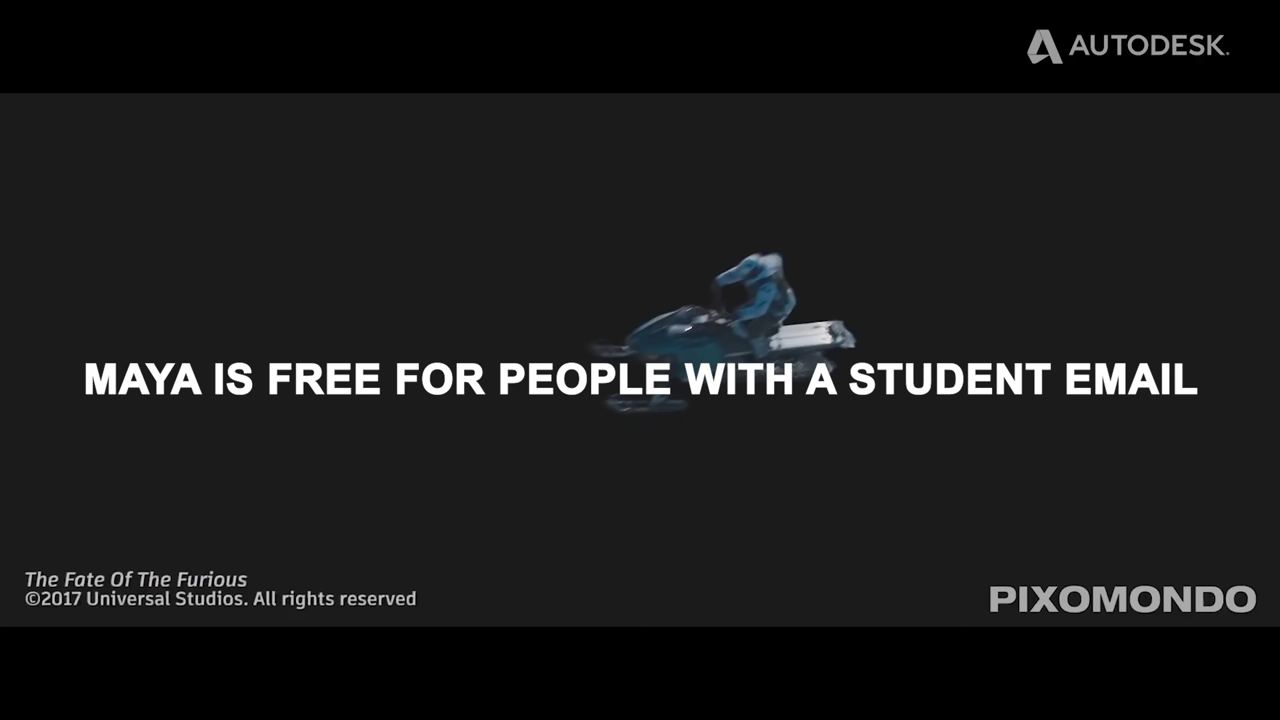 AUTODESK.
MAYA IS FREE FOR PEOPLE WITH A STUDENT EMAIL
The Fate Of The Furious
©2017 Universal Studios. All rights reserved
PIXOMONDO